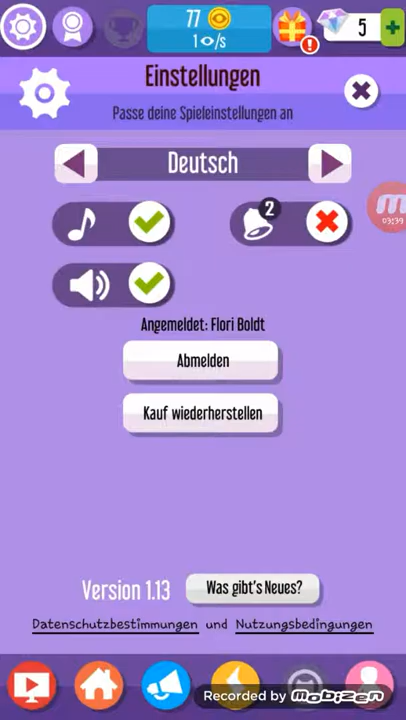 77
1 /s
5
Einstellungen
Passe deine Spieleinstellungen an
Deutsch
2
03:39
Angemeldet: Flori Boldt
Abmelden
Kauf wiederherstellen
Version 1.13
Was gibt's Neues?
Datenschutzbestimmungen und Nutzungsbedingungen
Recorded by mobizen